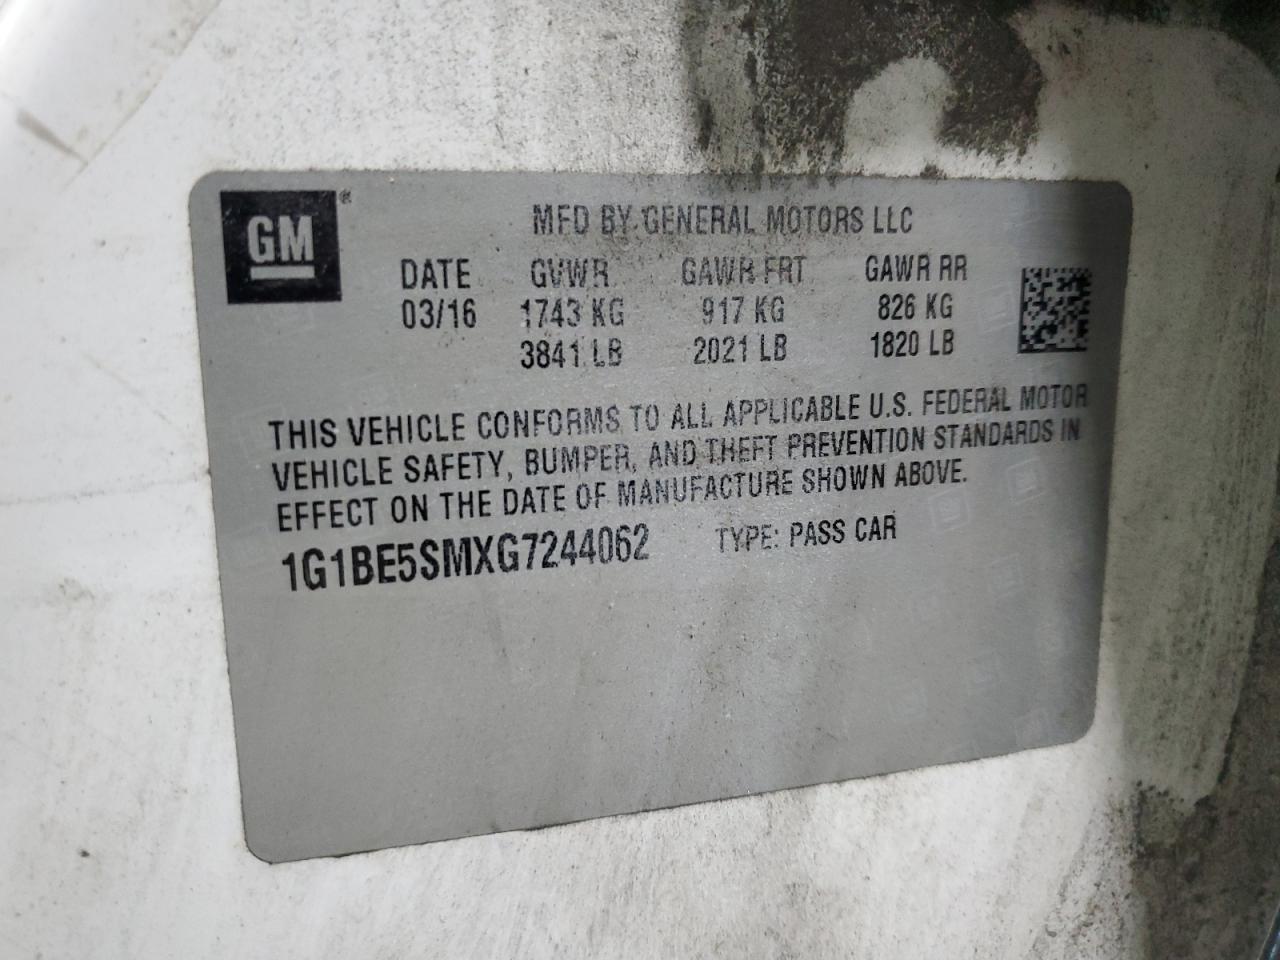 GM®
MFD BY GENERAL MOTORS LLC
DATE GVWR GAWR FRT GAWR RR
03/16 1743 KG 917 KG 826 KG
3841 LB 2021 LB 1820 LB
THIS VEHICLE CONFORMS TO ALL APPLICABLE U.S. FEDERAL MOTOR
VEHICLE SAFETY, BUMPER, AND THEFT PREVENTION STANDARDS IN
EFFECT ON THE DATE OF MANUFACTURE SHOWN ABOVE.
1G1BE5SMXG7244062 TYPE: PASS CAR